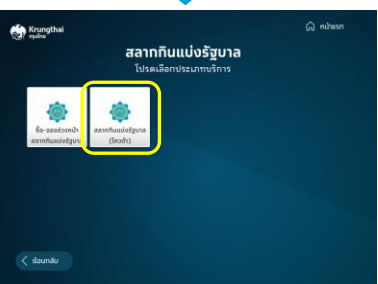 Krungthai
กรุงไทย
หน้าแรก
สลากกินแบ่งรัฐบาล
โปรดเลือกประเภทบริการ
ซื้อ-จองล่วงหน้า
สลากกินแบ่งรัฐบาล
สลากกินแบ่งรัฐบาล
(โควต้า)
ย้อนกลับ